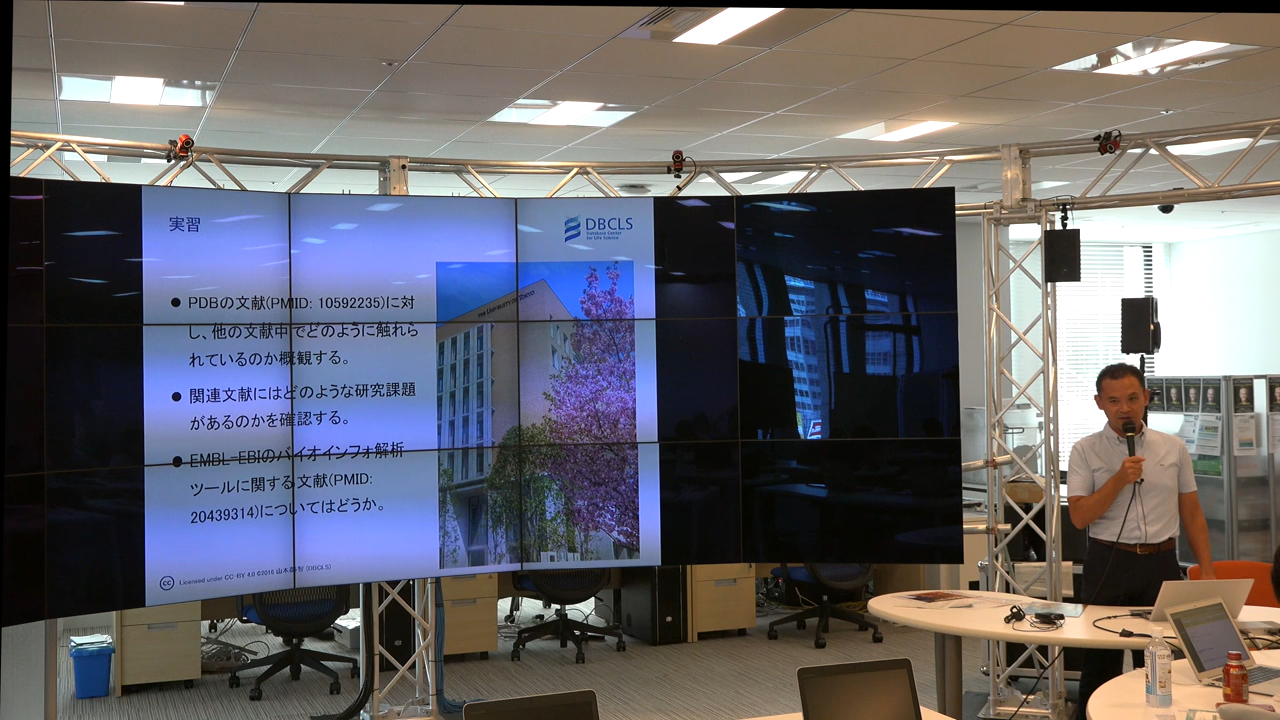 実習
DBCLS
Database Center
for Life Science
THE UNIVERSITY OF TOKYO
● PDBの文献(PMID: 10592235)に対
し、他の文献中でどのように触れら
れているのか概観する。
● 関連文献にはどのような研究課題
があるのかを確認する。
● EMBL-EBIのバイオインフォ解析
ツールに関する文献(PMID:
20439314)についてはどうか。
cc Licensed under CC-BY 4.0 ©2016
(DBCLS)